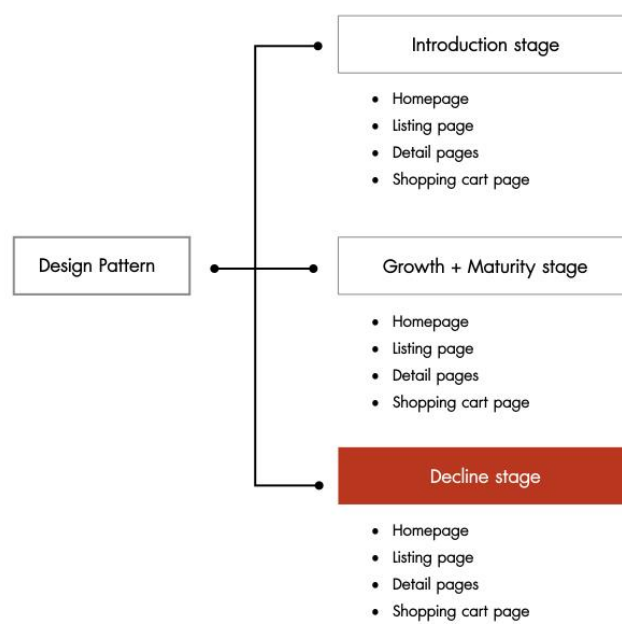 Introduction stage
• Homepage
• Listing page
• Detail pages
• Shopping cart page
Design Pattern
Growth + Maturity stage
• Homepage
• Listing page
• Detail pages
• Shopping cart page
Decline stage
• Homepage
• Listing page
• Detail pages
• Shopping cart page